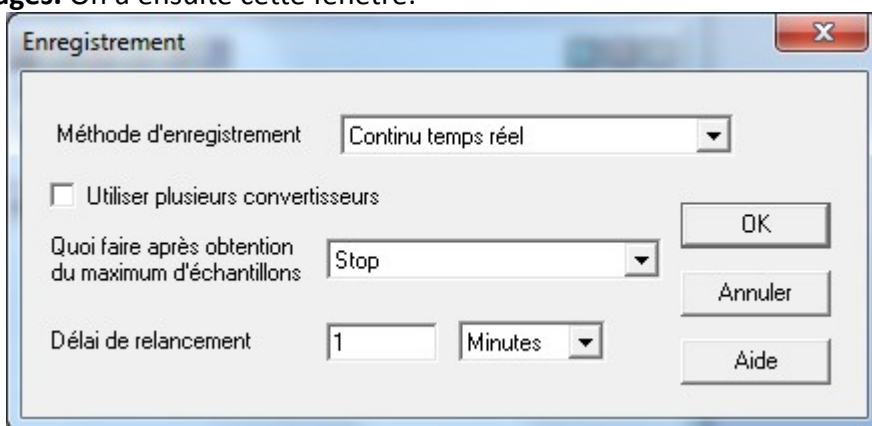 Enregistrement
Méthode d'enregistrement Continu temps réel
Utiliser plusieurs convertisseurs
OK
Quoi faire après obtention
du maximum d'échantillons Stop
Annuler
Délai de relancement 1 Minutes
Aide